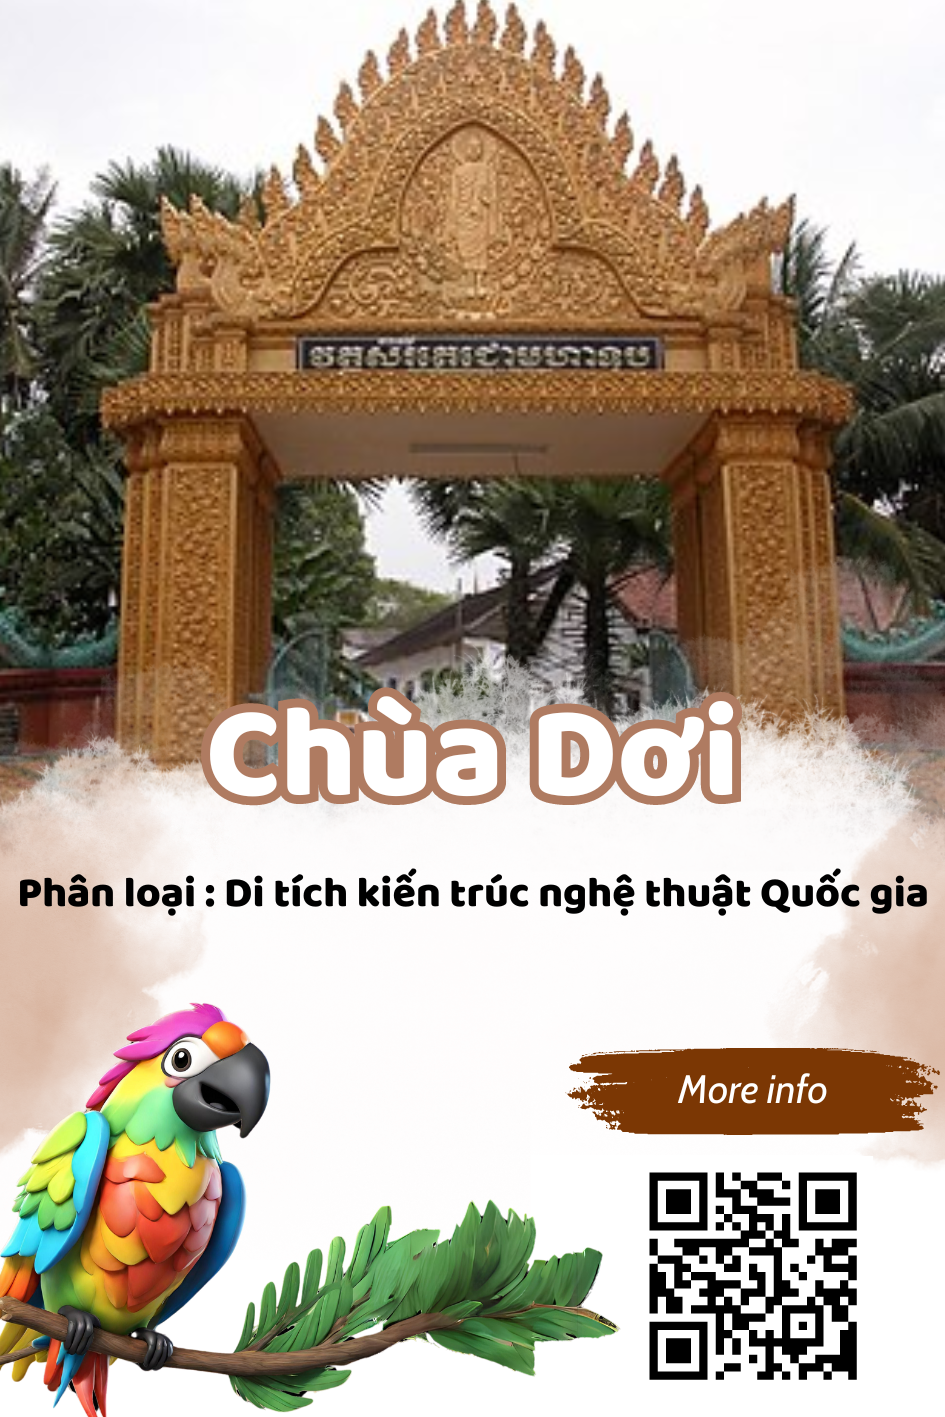 Chùa Dơi
Phân loại : Di tích kiến trúc nghệ thuật Quốc gia
More info